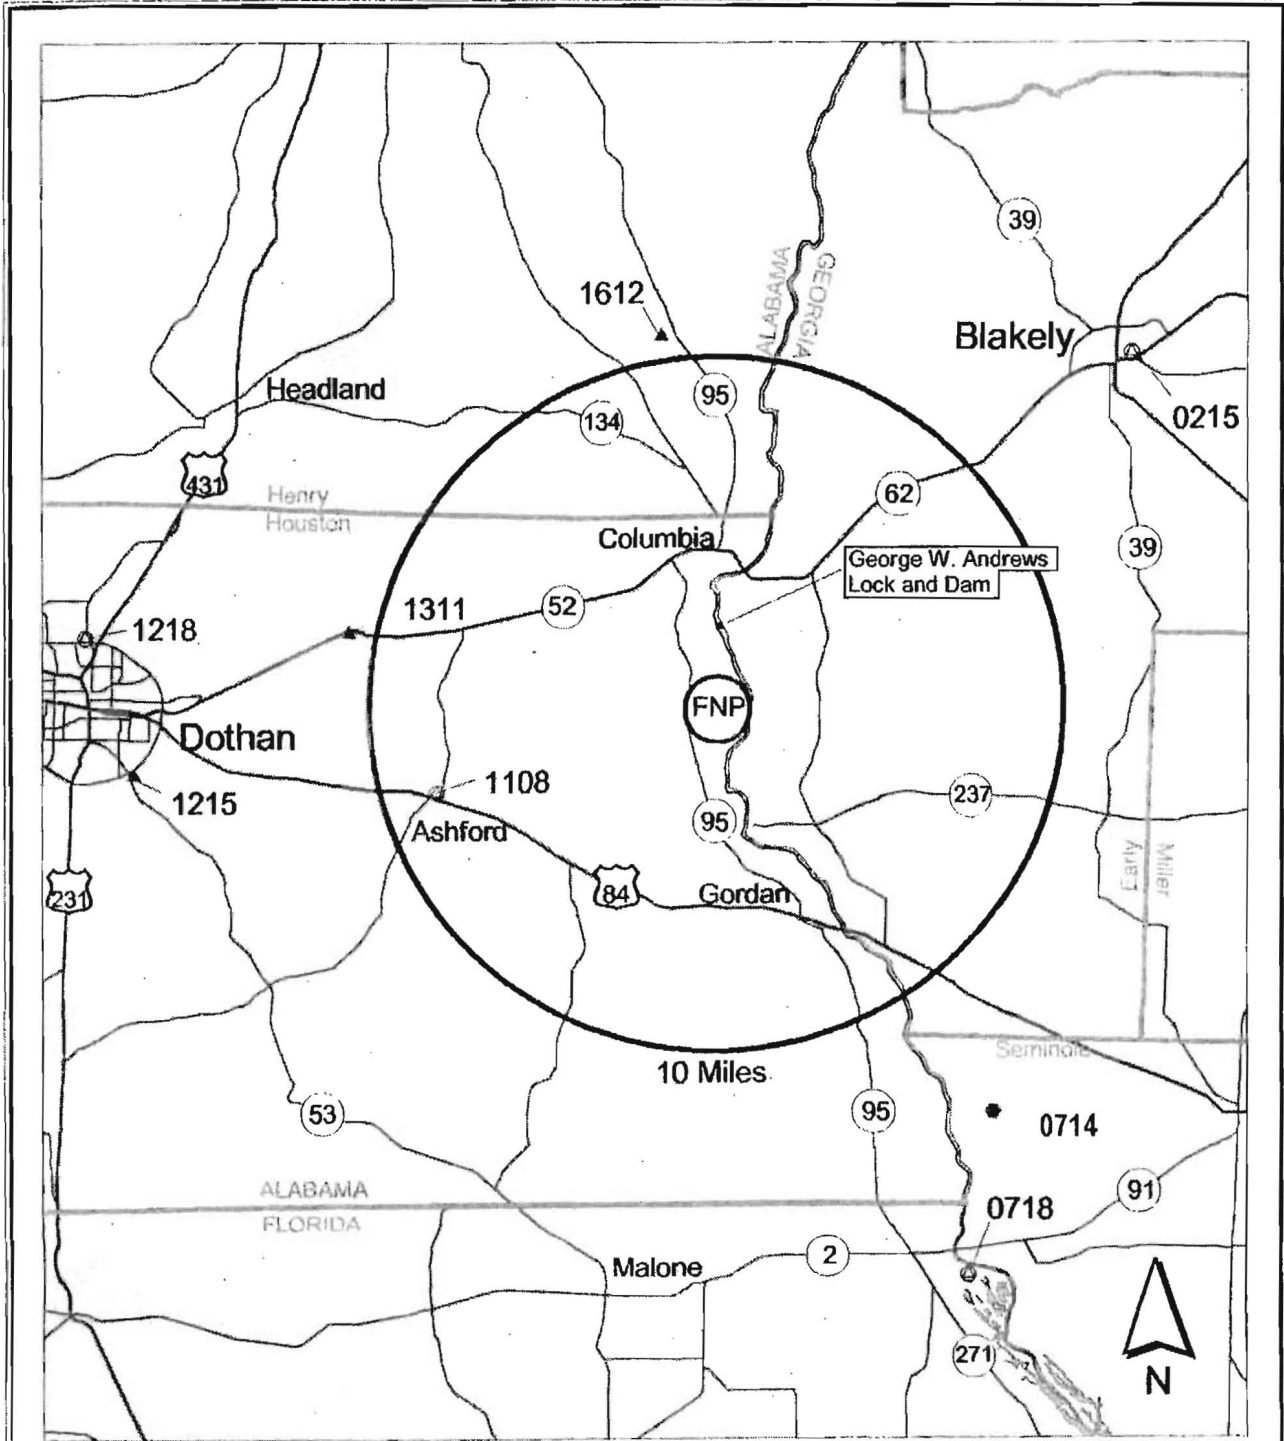 39
ALABAMA
GEORGIA
1612
Blakely
Headland
95
134
0215
431
62
Henry
Houston
Columbia
39
George W. Andrews
Lock and Dam
1311
52
1218
FNP
Dothan
1108
237
1215
95
Ashford
Early
Miller
231
84
Gordan
Seminole
10 Miles
53
95
0714
ALABAMA
FLORIDA
91
0718
2
Malone
271
N